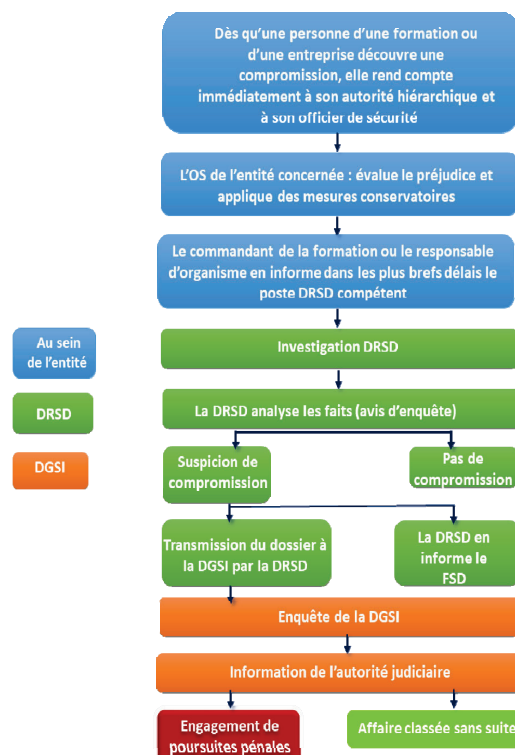 Dès qu'une personne d'une formation ou
d'une entreprise découvre une
compromission, elle rend compte
immédiatement à son autorité hiérarchique et
à son officier de sécurité
L'OS de l'entité concernée : évalue le préjudice et
applique des mesures conservatoires
Le commandant de la formation ou le responsable
d'organisme en informe dans les plus brefs délais le
poste DRSD compétent
Au sein
de l'entité
DRSD
DGSI
Investigation DRSD
La DRSD analyse les faits (avis d'enquête)
Suspicion de
compromission
Pas de
compromission
Transmission du dossier à
la DGSI par la DRSD
La DRSD en
informe le
FSD
Enquête de la DGSI
Information de l'autorité judiciaire
Engagement de
poursuites pénales
Affaire classée sans suite